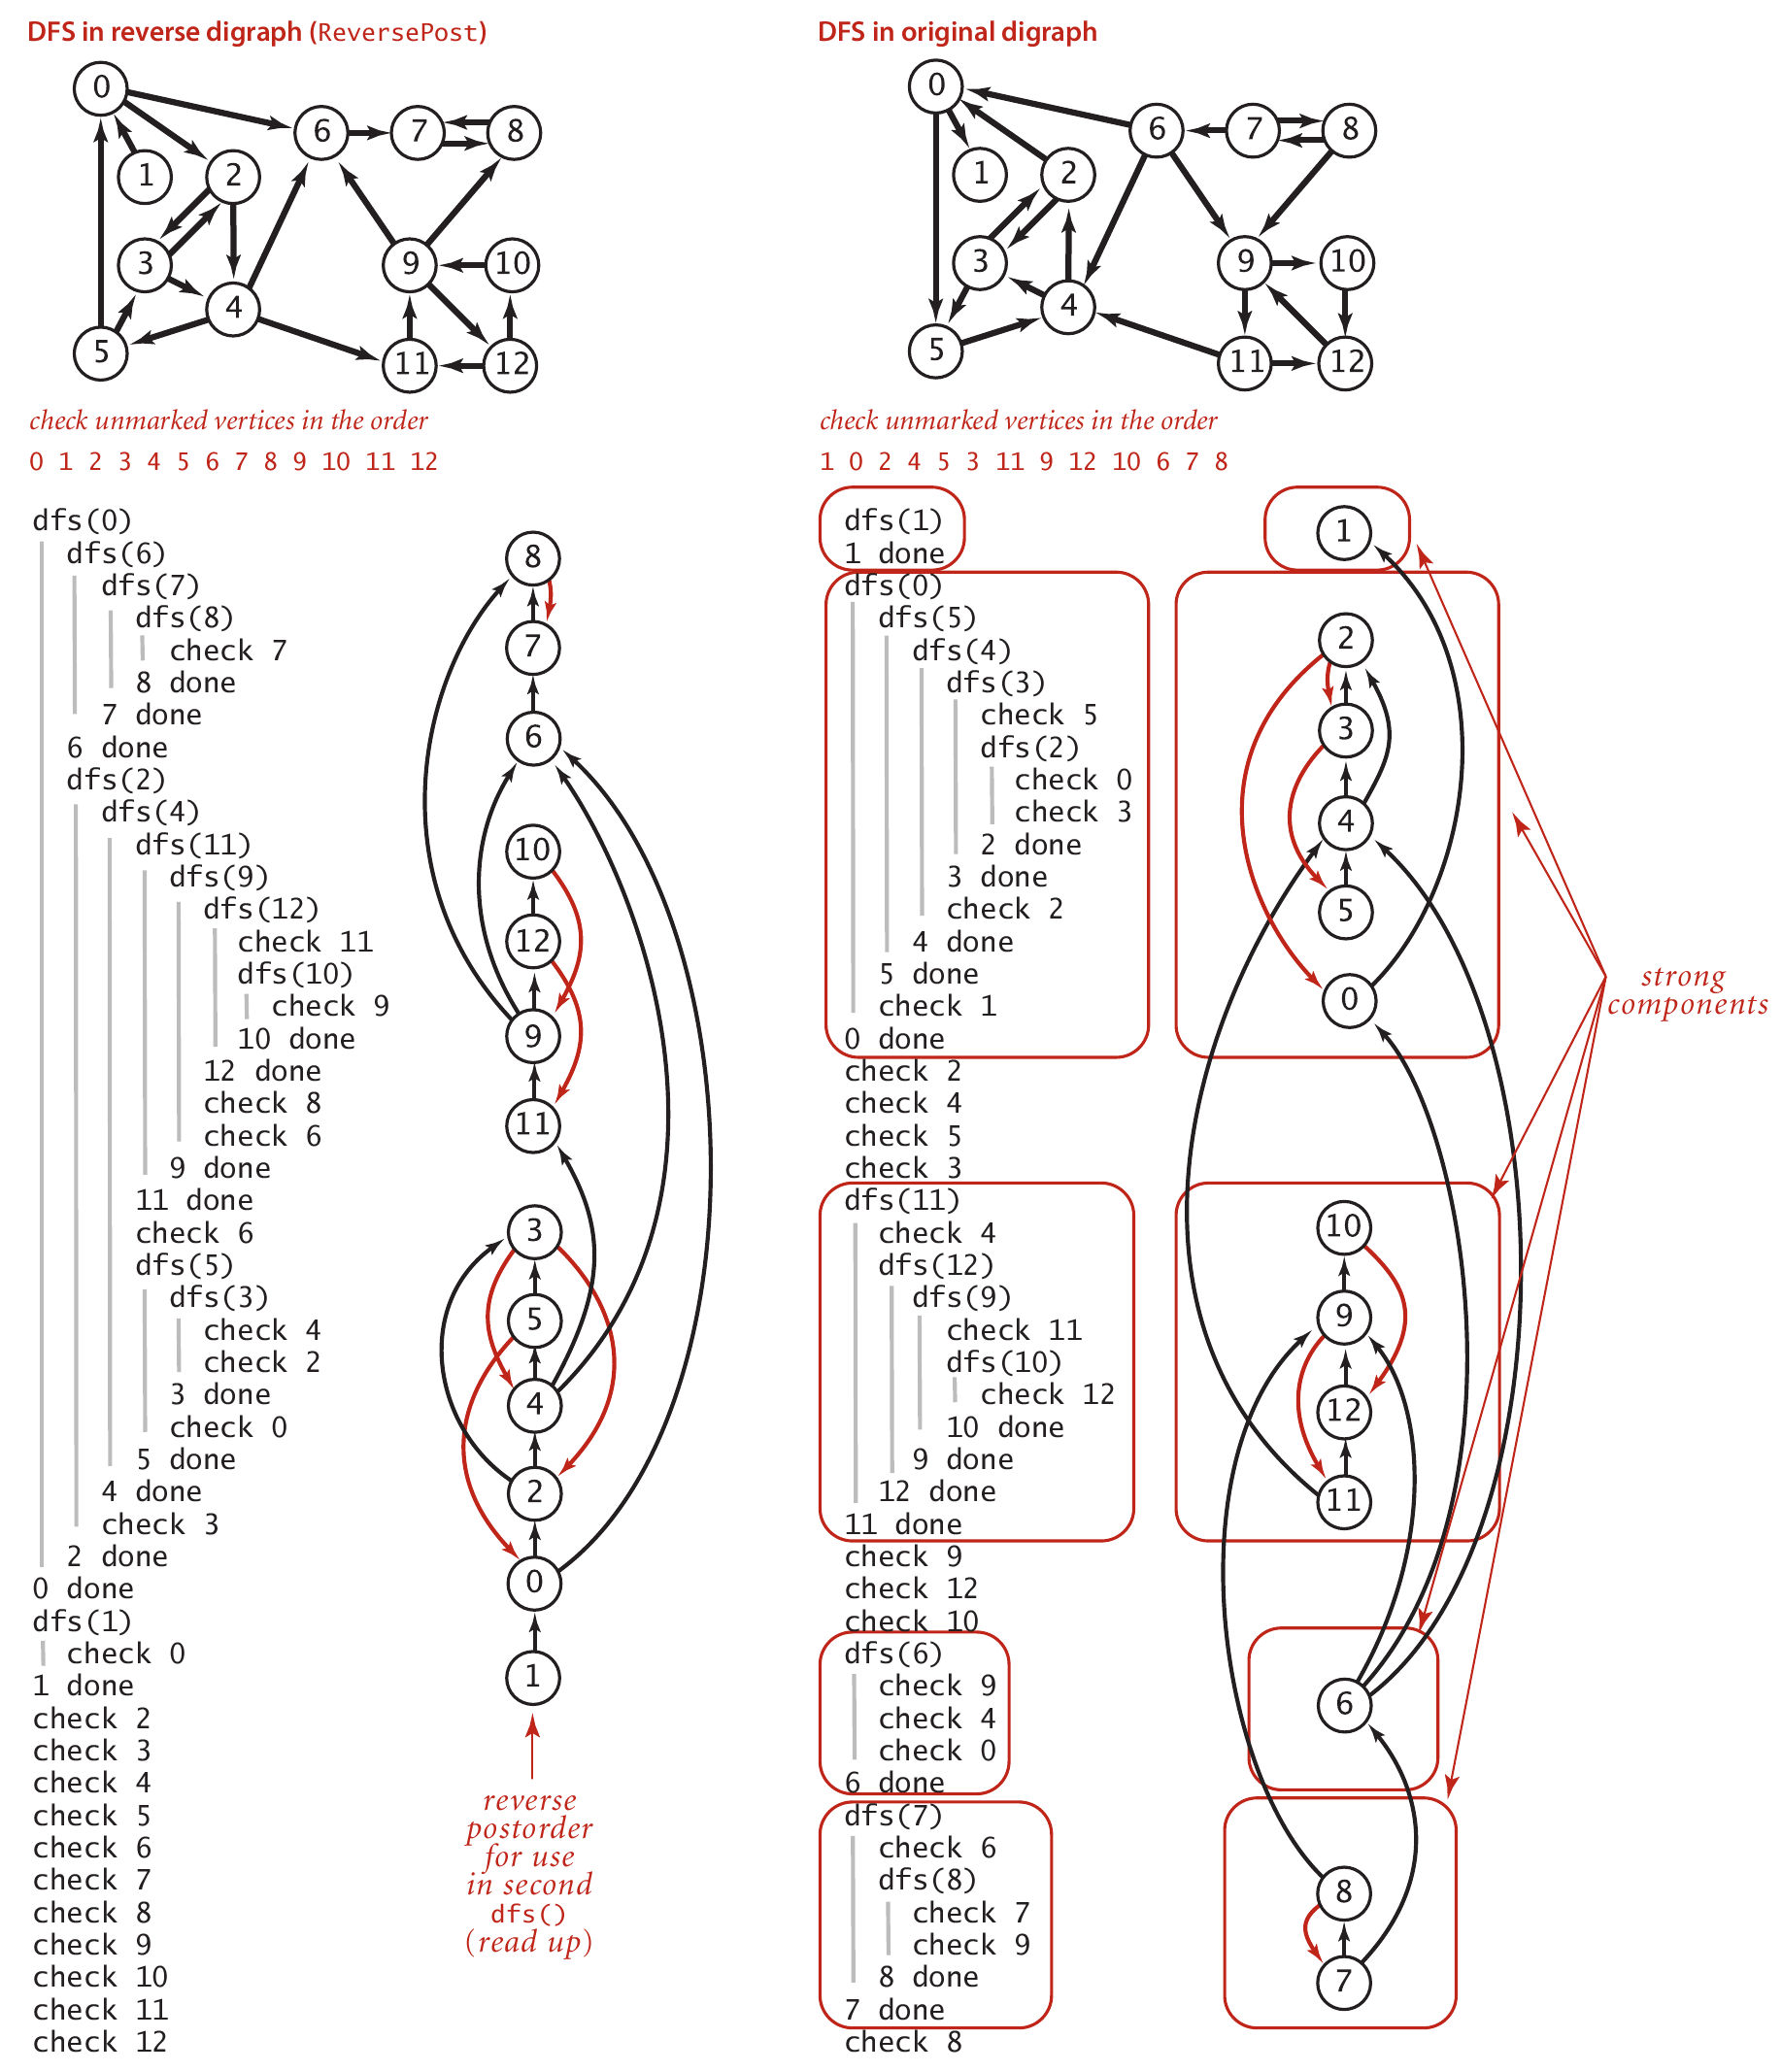 DFS in reverse digraph (ReversePost)
0
6
7
8
1
2
3
9
10
4
5
11
12
check unmarked vertices in the order
0 1 2 3 4 5 6 7 8 9 10 11 12
dfs(0)
dfs(6)
dfs(7)
dfs(8)
check 7
8 done
7 done
6 done
dfs(2)
dfs(4)
dfs(11)
dfs(9)
dfs(12)
check 11
dfs(10)
check 9
10 done
12 done
check 8
check 6
9 done
11 done
check 6
dfs(5)
dfs(3)
check 4
check 2
3 done
check 0
5 done
4 done
check 3
2 done
0 done
dfs(1)
check 0
1 done
check 2
check 3
check 4
check 5
check 6
check 7
check 8
check 9
check 10
check 11
check 12
8
7
6
10
12
9
11
3
5
4
2
0
1
reverse
postorder
for use
in second
dfs()
(read up)
DFS in original digraph
0
6
7
8
1
2
3
9
10
4
5
11
12
check unmarked vertices in the order
1 0 2 4 5 3 11 9 12 10 6 7 8
dfs(1)
1 done
dfs(0)
dfs(5)
dfs(4)
dfs(3)
check 5
dfs(2)
check 0
check 3
2 done
3 done
check 2
4 done
5 done
check 1
0 done
check 2
check 4
check 5
check 3
dfs(11)
check 4
dfs(12)
dfs(9)
check 11
dfs(10)
check 12
10 done
9 done
12 done
11 done
check 9
check 12
check 10
dfs(6)
check 9
check 4
check 0
6 done
dfs(7)
check 6
dfs(8)
check 7
check 9
8 done
7 done
check 8
1
2
3
4
5
0
10
9
12
11
6
8
7
strong
components